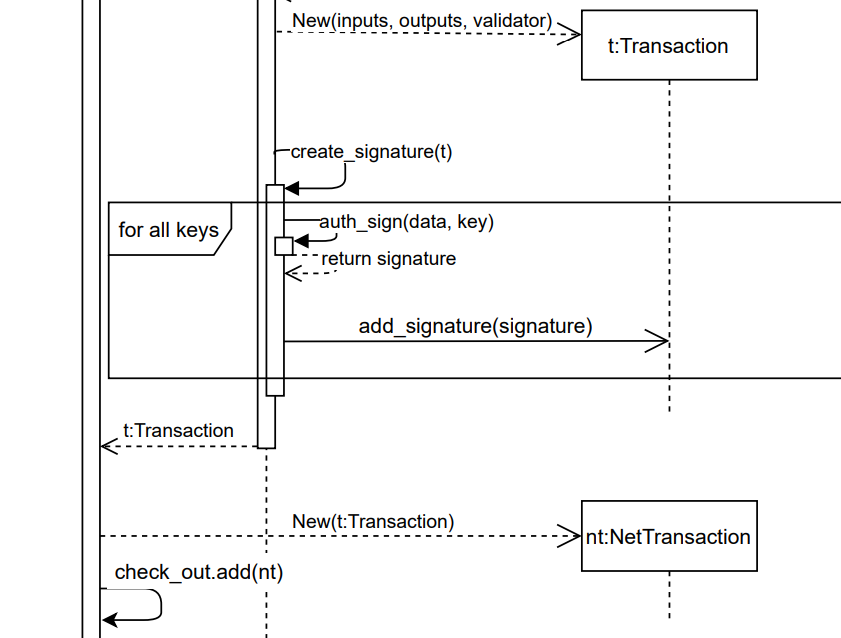 New(inputs, outputs, validator)
t:Transaction
create_signature(t)
for all keys
auth_sign(data, key)
return signature
add_signature(signature)
t:Transaction
New(t:Transaction)
nt:NetTransaction
check_out.add(nt)